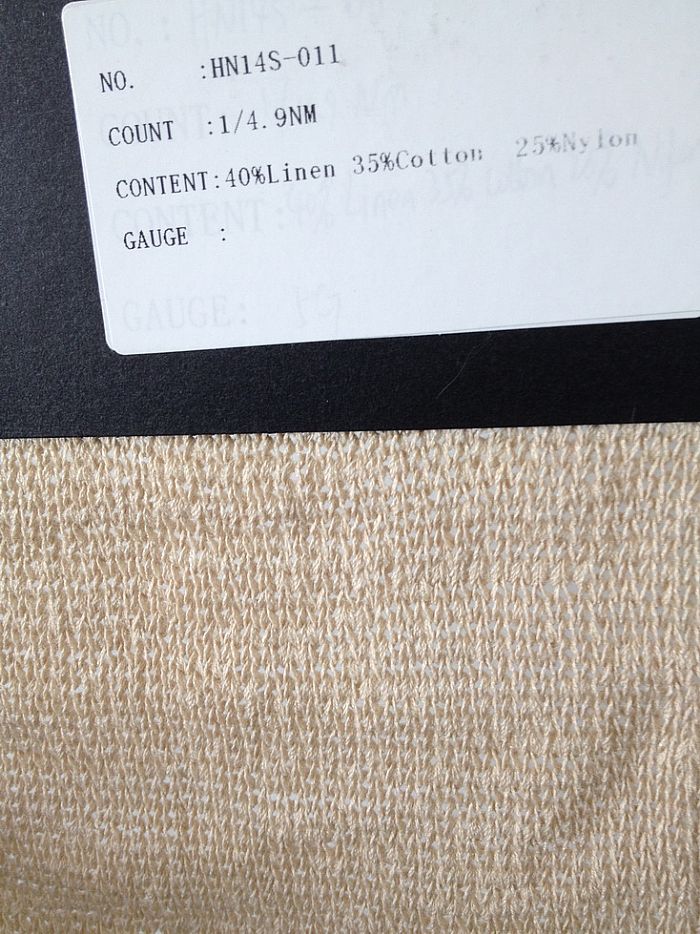 NO. :HN14S-011
COUNT :1/4.9NM
CONTENT:40%Linen 35%Cotton 25%Nylon
GAUGE :